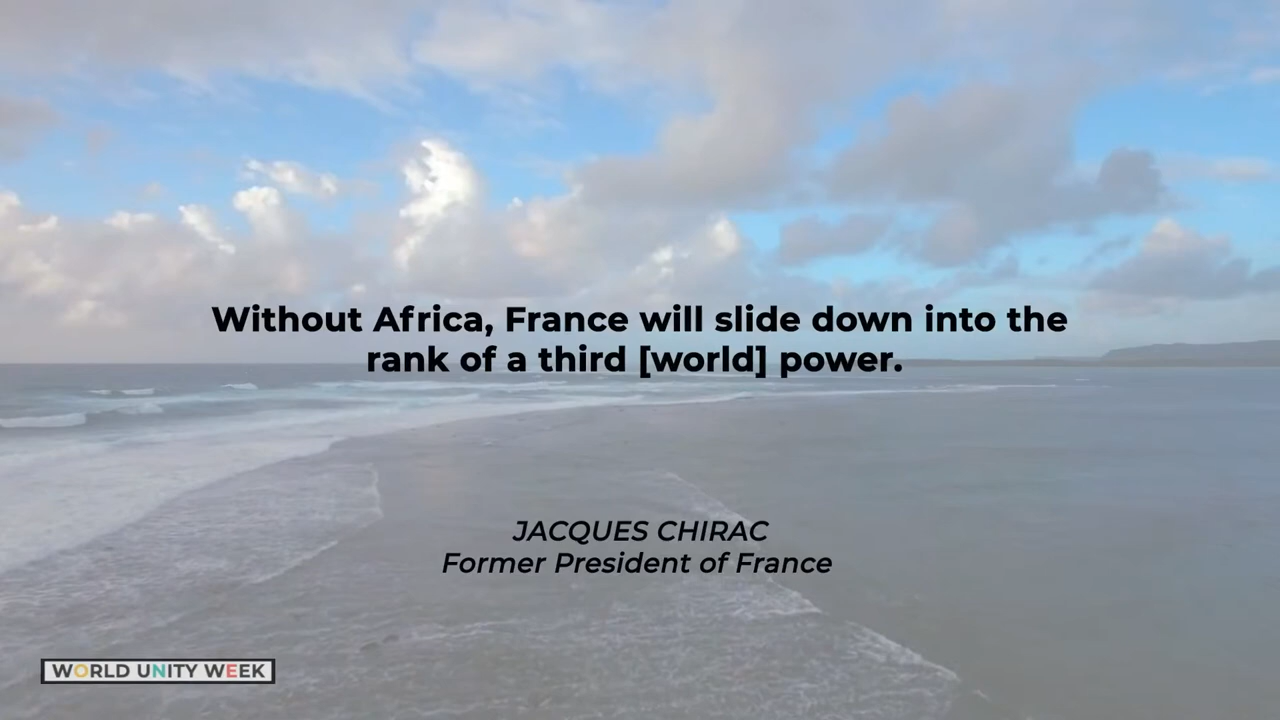 Without Africa, France will slide down into the
rank of a third [world] power.
JACQUES CHIRAC
Former President of France
WORLD UNITY WEEK